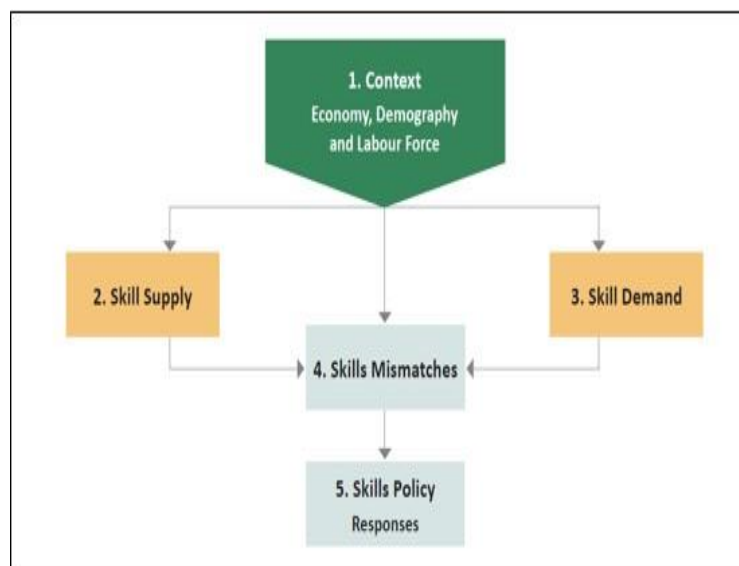 1. Context
Economy, Demography
and Labour Force
2. Skill Supply
3. Skill Demand
4. Skills Mismatches
5. Skills Policy
Responses